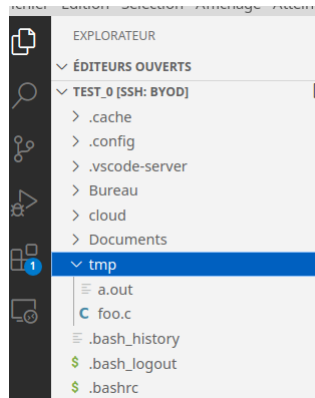 EXPLORATEUR
ÉDITEURS OUVERTS
TEST_0 [SSH: BYOD]
.cache
.config
.vscode-server
Bureau
cloud
Documents
1
tmp
a.out
C foo.c
.bash_history
$ .bash_logout
$ .bashrc